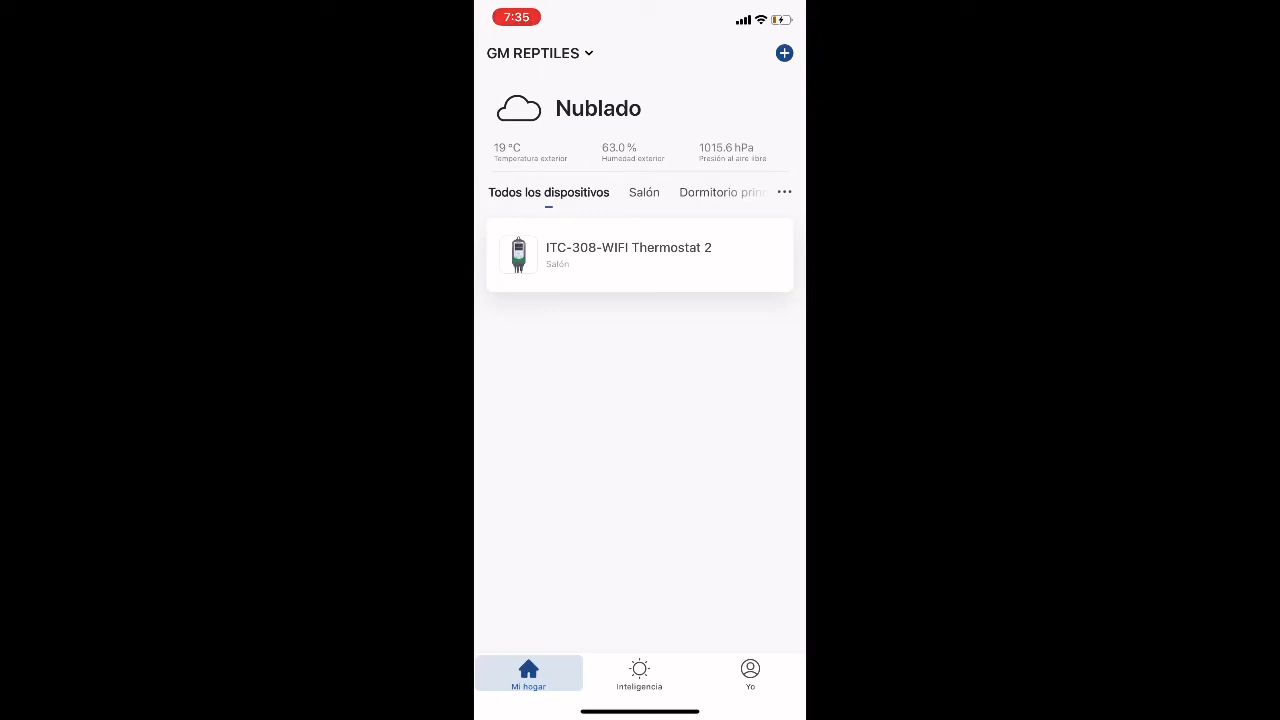 7:35
GM REPTILES
Nublado
19 °C
63.0 %
1015.6 hPa
Temperatura exterior
Humedad exterior
Presión al aire libre
Todos los dispositivos
Salón
Dormitorio princ
ITC-308-WIFI Thermostat 2
Salón
Mi hogar
Inteligencia
Yo